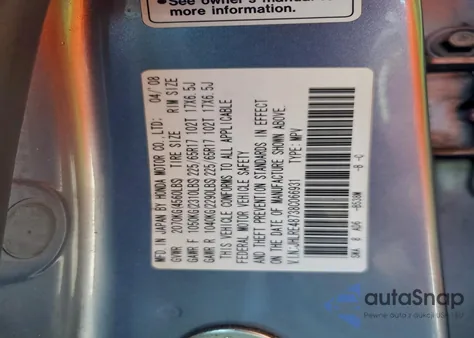 See owner's manual for
more information.
MFD. IN JAPAN BY HONDA MOTOR CO.,LTD: 04/'08
GVWR 2070KG(4560LBS) TIRE SIZE RIM SIZE
GAWR F 1050KG(2310LBS) 225/65R17 102T 17X6.5J
GAWR R 1040KG(2290LBS) 225/65R17 102T 17X6.5J
THIS VEHICLE CONFORMS TO ALL APPLICABLE
FEDERAL MOTOR VEHICLE SAFETY
AND THEFT PREVENTION STANDARDS IN EFFECT
ON THE DATE OF MANUFACTURE SHOWN ABOVE.
TYPE: MPV
SWA B A06 -B -O
autoSnap